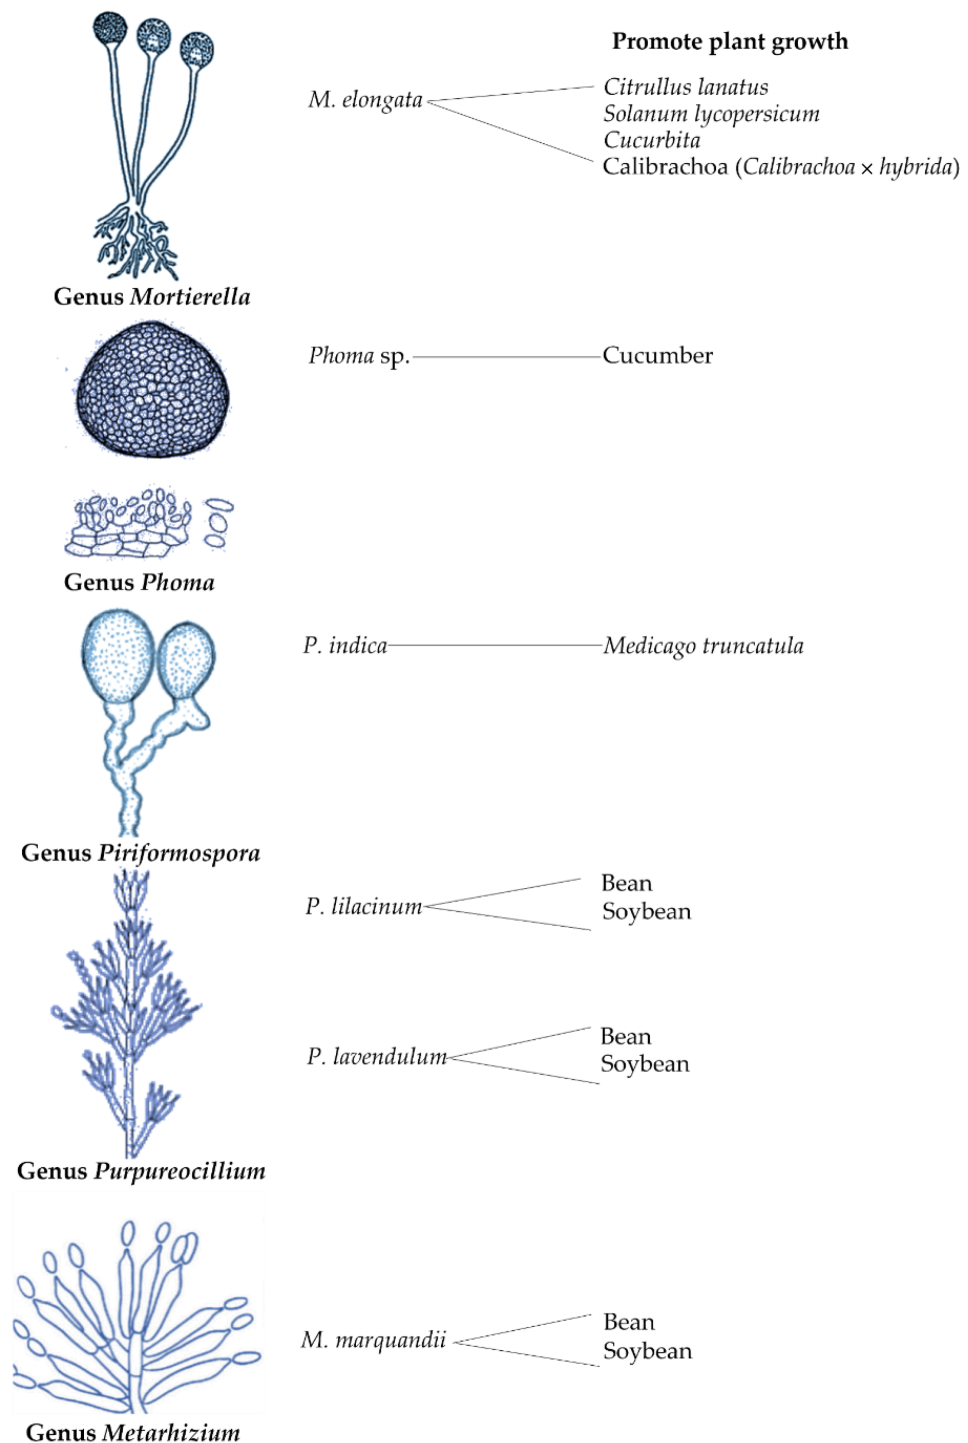 Promote plant growth
M. elongata
Citrullus lanatus
Solanum lycopersicum
Cucurbita
Calibrachoa (Calibrachoa × hybrida)
Genus Mortierella
Phoma sp.
Cucumber
Genus Phoma
P. indica
Medicago truncatula
Genus Piriformospora
P. lilacinum
Bean
Soybean
P. lavendulum
Bean
Soybean
Genus Purpureocillium
M. marquandii
Bean
Soybean
Genus Metarhizium